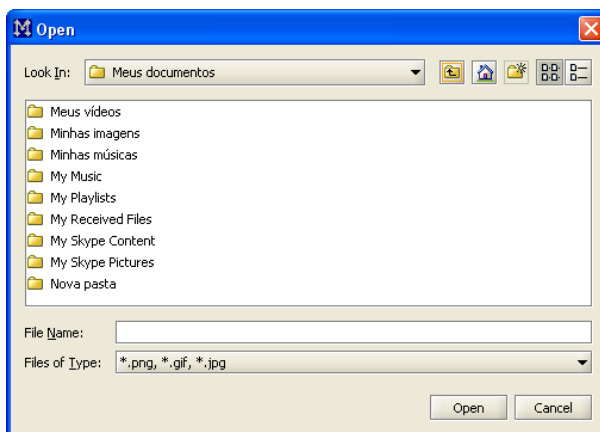 Open
Look In: Meus documentos
Meus vídeos
Minhas imagens
Minhas músicas
My Music
My Playlists
My Received Files
My Skype Content
My Skype Pictures
Nova pasta
File Name:
Files of Type: *.png, *.gif, *.jpg
Open Cancel